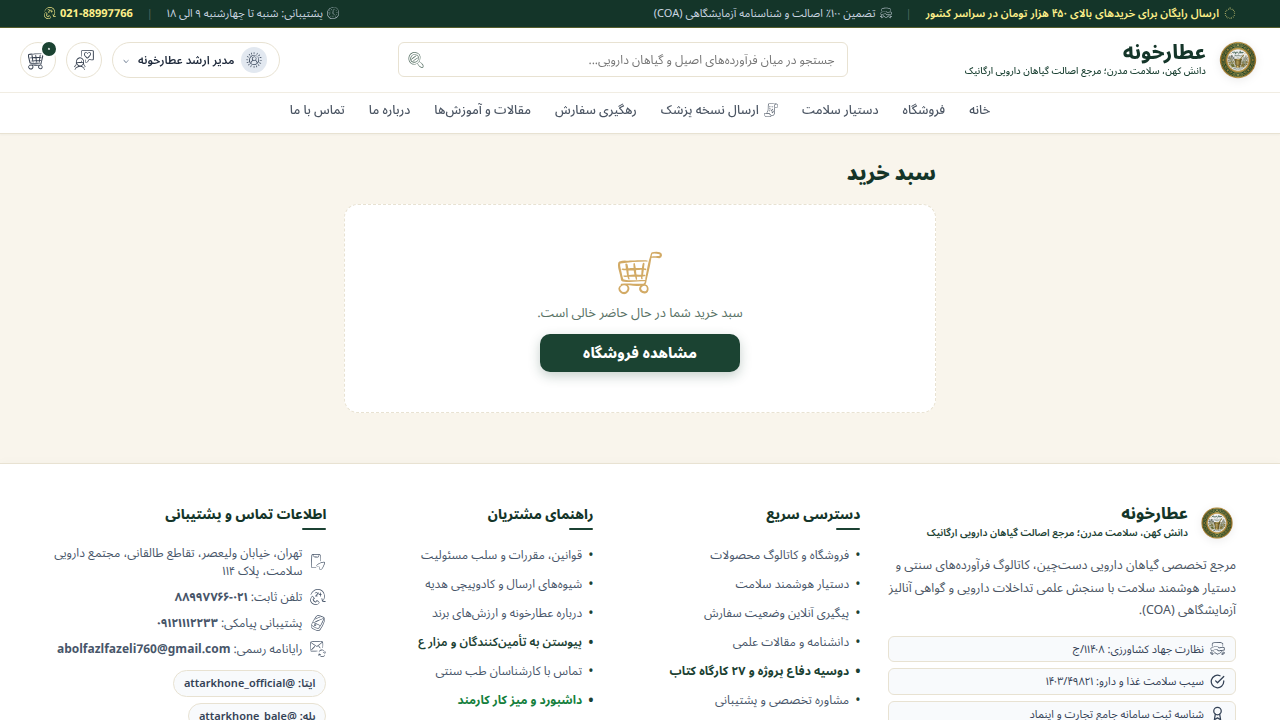 ارسال رایگان برای خریدهای بالای ۴۵۰ هزار تومان در سراسر کشور
تضمین ۱۰۰٪ اصالت و شناسنامه آزمایشگاهی (COA)
پشتیبانی: شنبه تا چهارشنبه ۹ الی ۱۸
021-88997766
عطارخونه
دانش کهن، سلامت مدرن؛ مرجع اصالت گیاهان دارویی ارگانیک
جستجو در میان فرآورده‌های اصیل و گیاهان دارویی...
مدیر ارشد عطارخونه
۰
خانه
فروشگاه
دستیار سلامت
ارسال نسخه پزشک
رهگیری سفارش
مقالات و آموزش‌ها
درباره ما
تماس با ما
سبد خرید
سبد خرید شما در حال حاضر خالی است.
مشاهده فروشگاه
عطارخونه
دانش کهن، سلامت مدرن؛ مرجع اصالت گیاهان دارویی ارگانیک
مرجع تخصصی گیاهان دارویی دست‌چین، کاتالوگ فرآورده‌های سنتی و
دستیار هوشمند سلامت با سنجش علمی تداخلات دارویی و گواهی آنالیز
آزمایشگاهی (COA).
نظارت جهاد کشاورزی: ۱۱۴۰۸/ج
سیب سلامت غذا و دارو: ۱۴۰۳/۴۹۸۲۱
شناسه ثبت سامانه جامع تجارت و اینماد
دسترسی سریع
• فروشگاه و کاتالوگ محصولات
• دستیار هوشمند سلامت
• پیگیری آنلاین وضعیت سفارش
• دانشنامه و مقالات علمی
• دوسیه دفاع پروژه و ۲۷ کارگاه کتاب
• مشاوره تخصصی و پشتیبانی
راهنمای مشتریان
• قوانین، مقررات و سلب مسئولیت
• شیوه‌های ارسال و کادوپیچی هدیه
• درباره عطارخونه و ارزش‌های برند
• پیوستن به تأمین‌کنندگان و مزارع
• تماس با کارشناسان طب سنتی
• داشبورد و میز کار کارمند
اطلاعات تماس و پشتیبانی
تهران، خیابان ولیعصر، تقاطع طالقانی، مجتمع دارویی
سلامت، پلاک ۱۱۴
تلفن ثابت: ۰۲۱-۸۸۹۹۷۷۶۶
پشتیبانی پیامکی: ۰۹۱۲۱۱۱۲۲۳۳
رایانامه رسمی: abolfazlfazeli760@gmail.com
ایتا: @attarkhone_official
بله: @attarkhone_bale